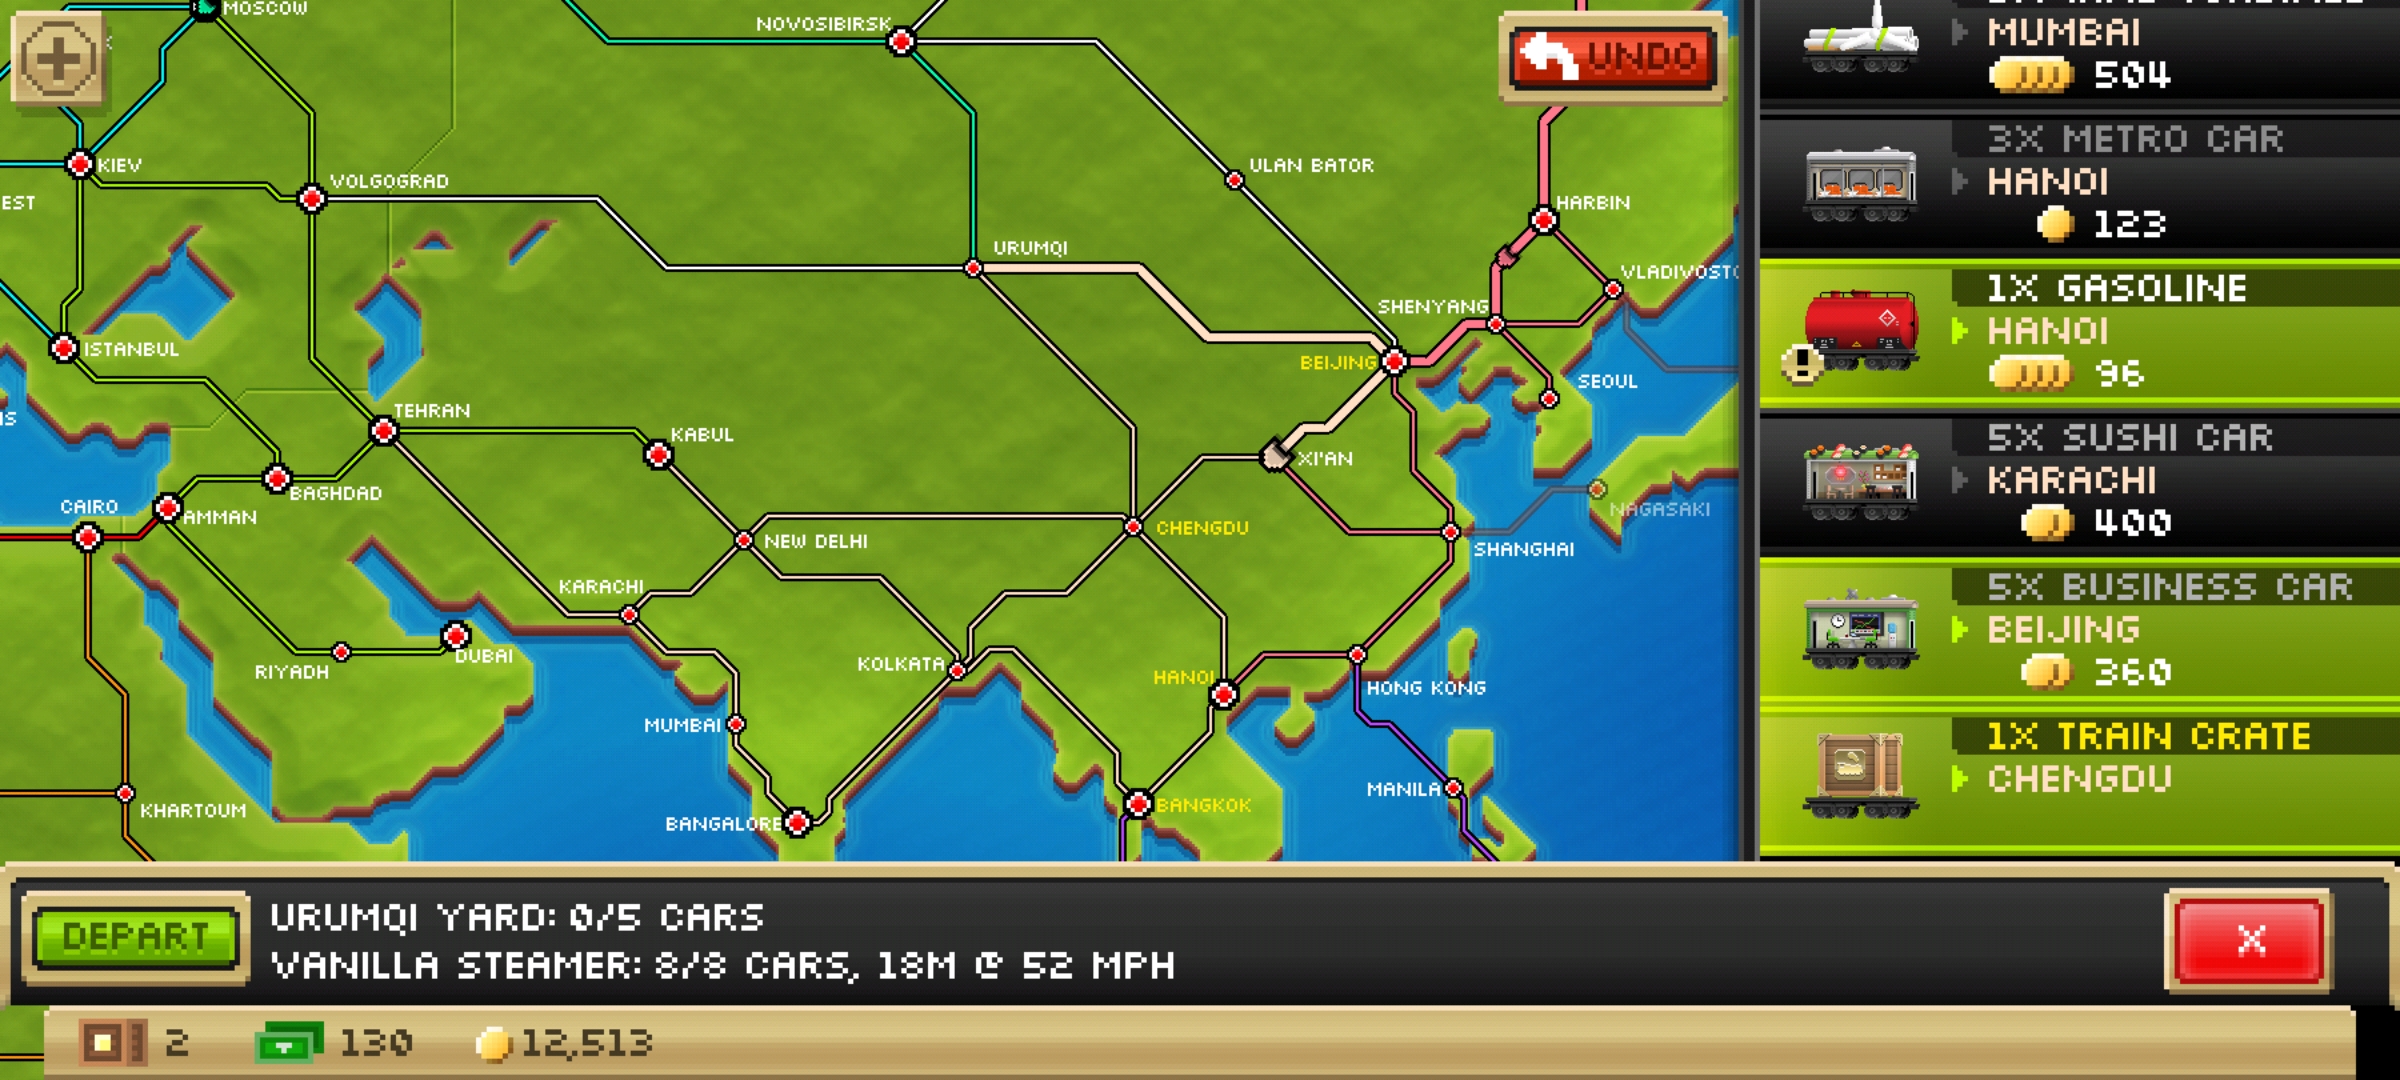 MOSCOW
NOVOSIBIRSK
UNDO
KIEV
VOLGOGRAD
ULAN BATOR
EST
HARBIN
URUMQI
VLADIVOSTO
SHENYANG
ISTANBUL
BEIJING
SEOUL
TEHRAN
KABUL
XI'AN
BAGHDAD
CAIRO
AMMAN
NAGASAKI
CHENGDU
NEW DELHI
SHANGHAI
KARACHI
RIYADH
DUBAI
KOLKATA
HANOI
HONG KONG
MUMBAI
MANILA
KHARTOUM
BANGALORE
BANGKOK
MUMBAI
504
3X METRO CAR
HANOI
123
1X GASOLINE
HANOI
96
5X SUSHI CAR
KARACHI
400
5X BUSINESS CAR
BEIJING
360
1X TRAIN CRATE
CHENGDU
DEPART
URUMQI YARD: 0/5 CARS
VANILLA STEAMER: 8/8 CARS, 18M @ 52 MPH
X
2
130
12,513